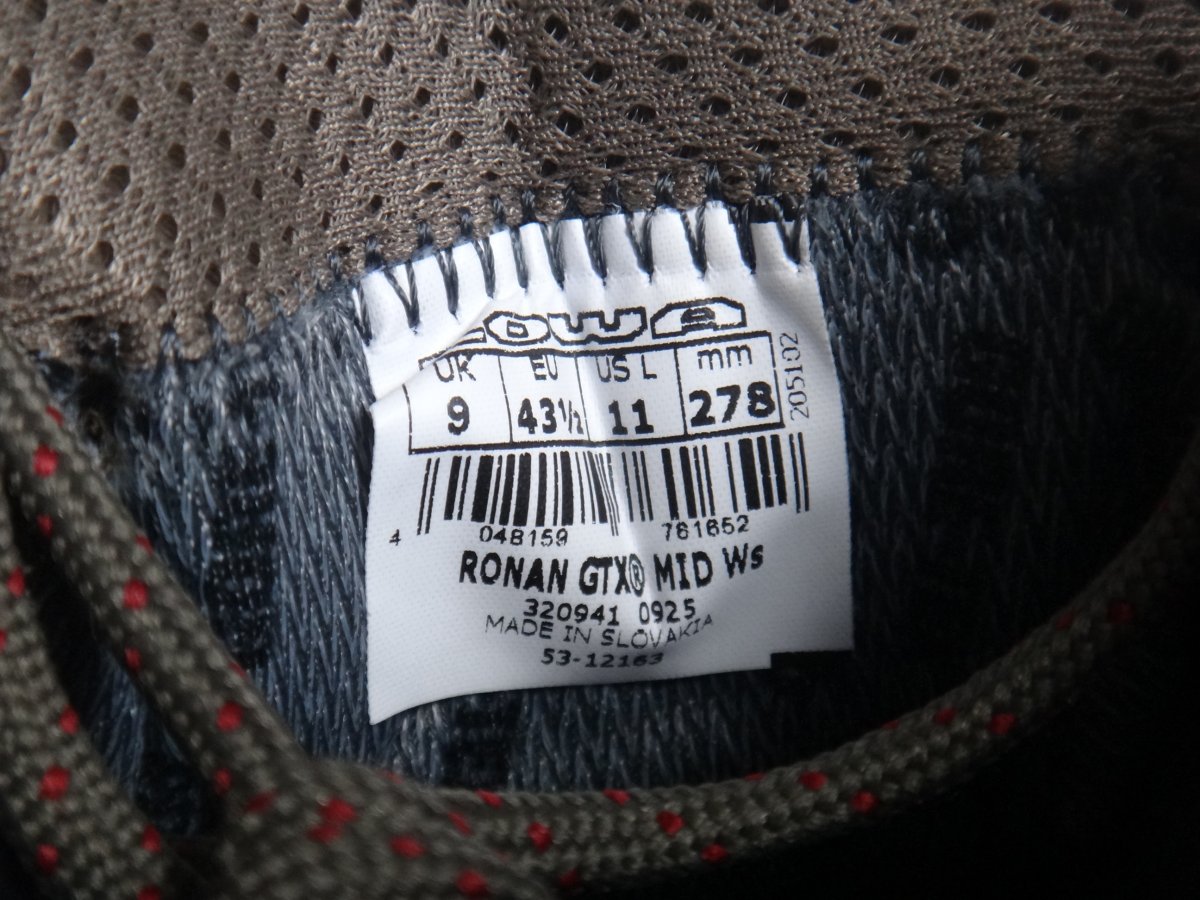 LOWA
UK EU US L mm
9 43½ 11 278
205102
4 048159 761652
RONAN GTX® MID Ws
320941 0925
MADE IN SLOVAKIA
53-12163